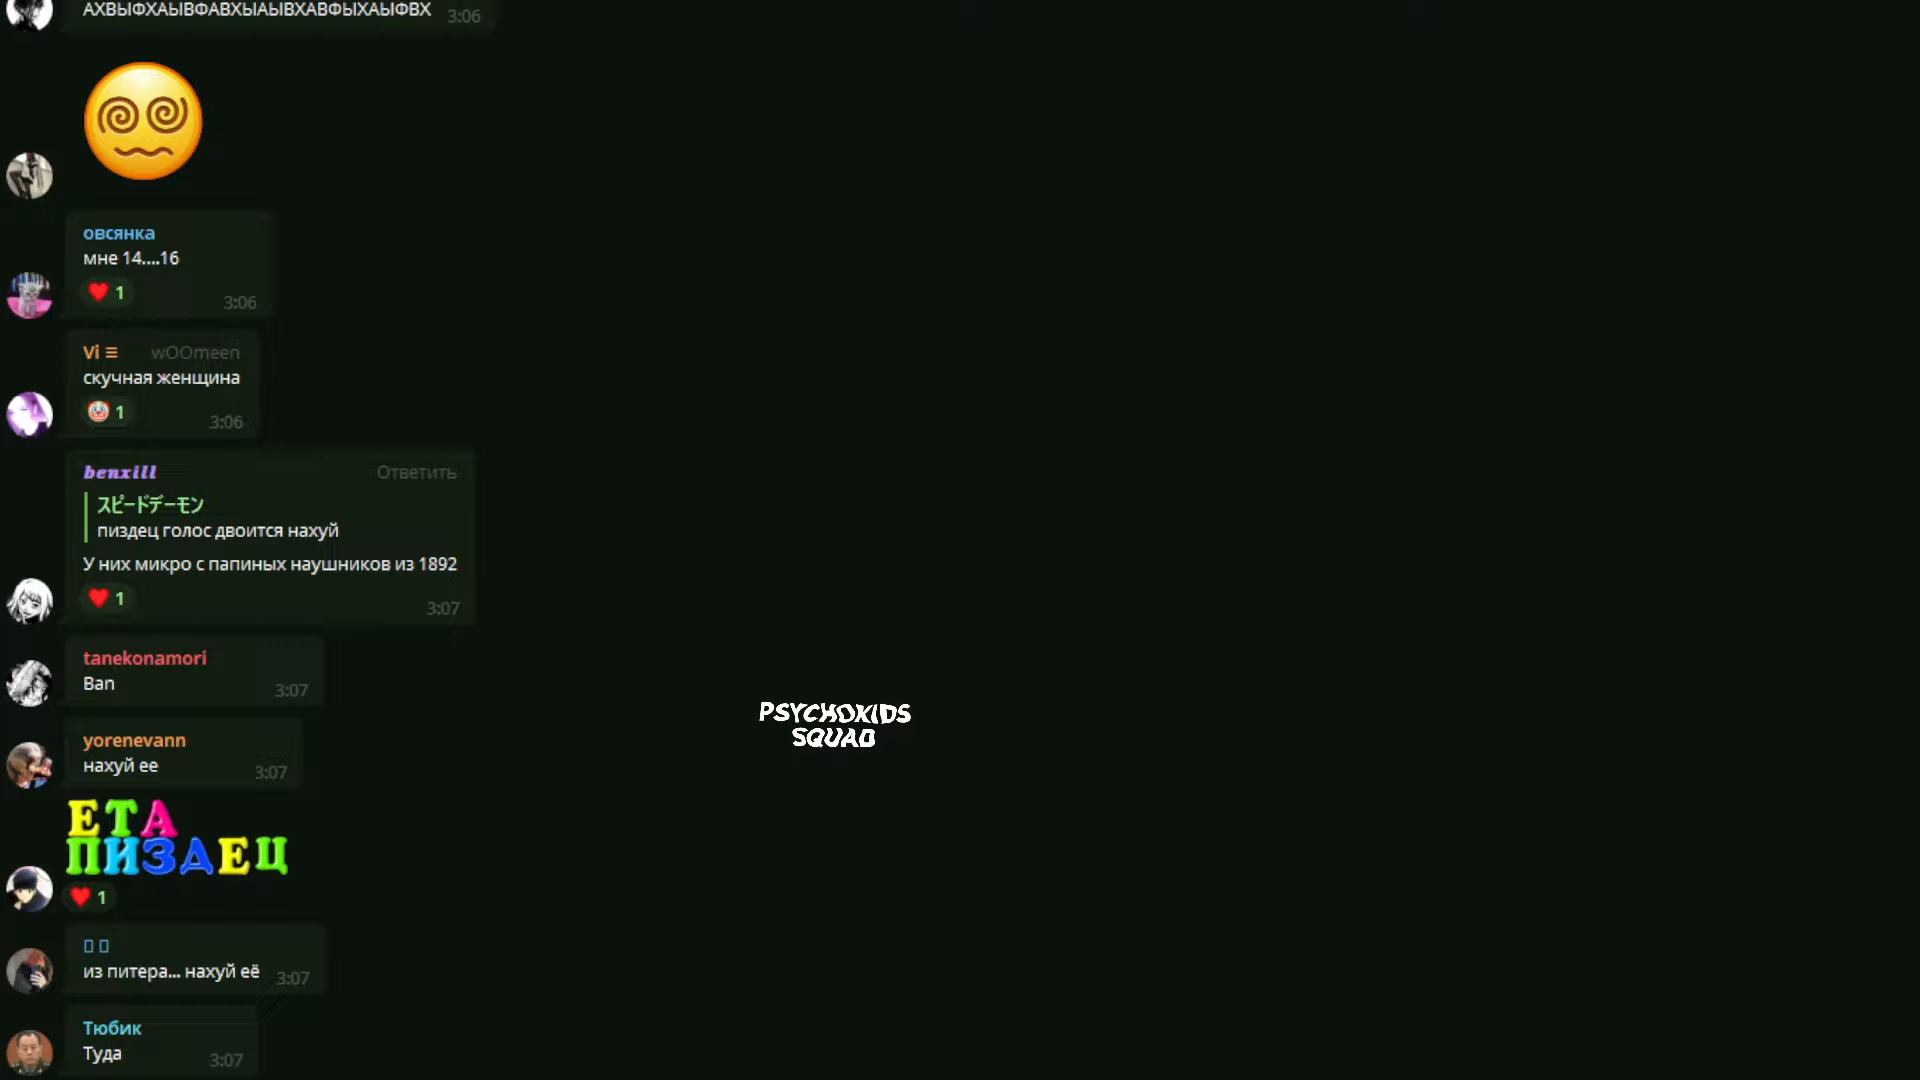 АХВЫФХАЫВФАВХЫАЫВХАВФЫХАЫФВХ 3:06
овсянка
мне 14....16
1 3:06
Vi ≡ wOOmeen
скучная женщина
1 3:06
benxill Ответить
スピードデーモン
пиздец голос двоится нахуй
У них микро с папиных наушников из 1892
1 3:07
tanekonamori
Ban 3:07
yorenevann
нахуй ее 3:07
ЕТА
ПИЗДЕЦ
1
из питера... нахуй её 3:07
Тюбик
Туда 3:07
PSYCHOKIDS
SQUAD